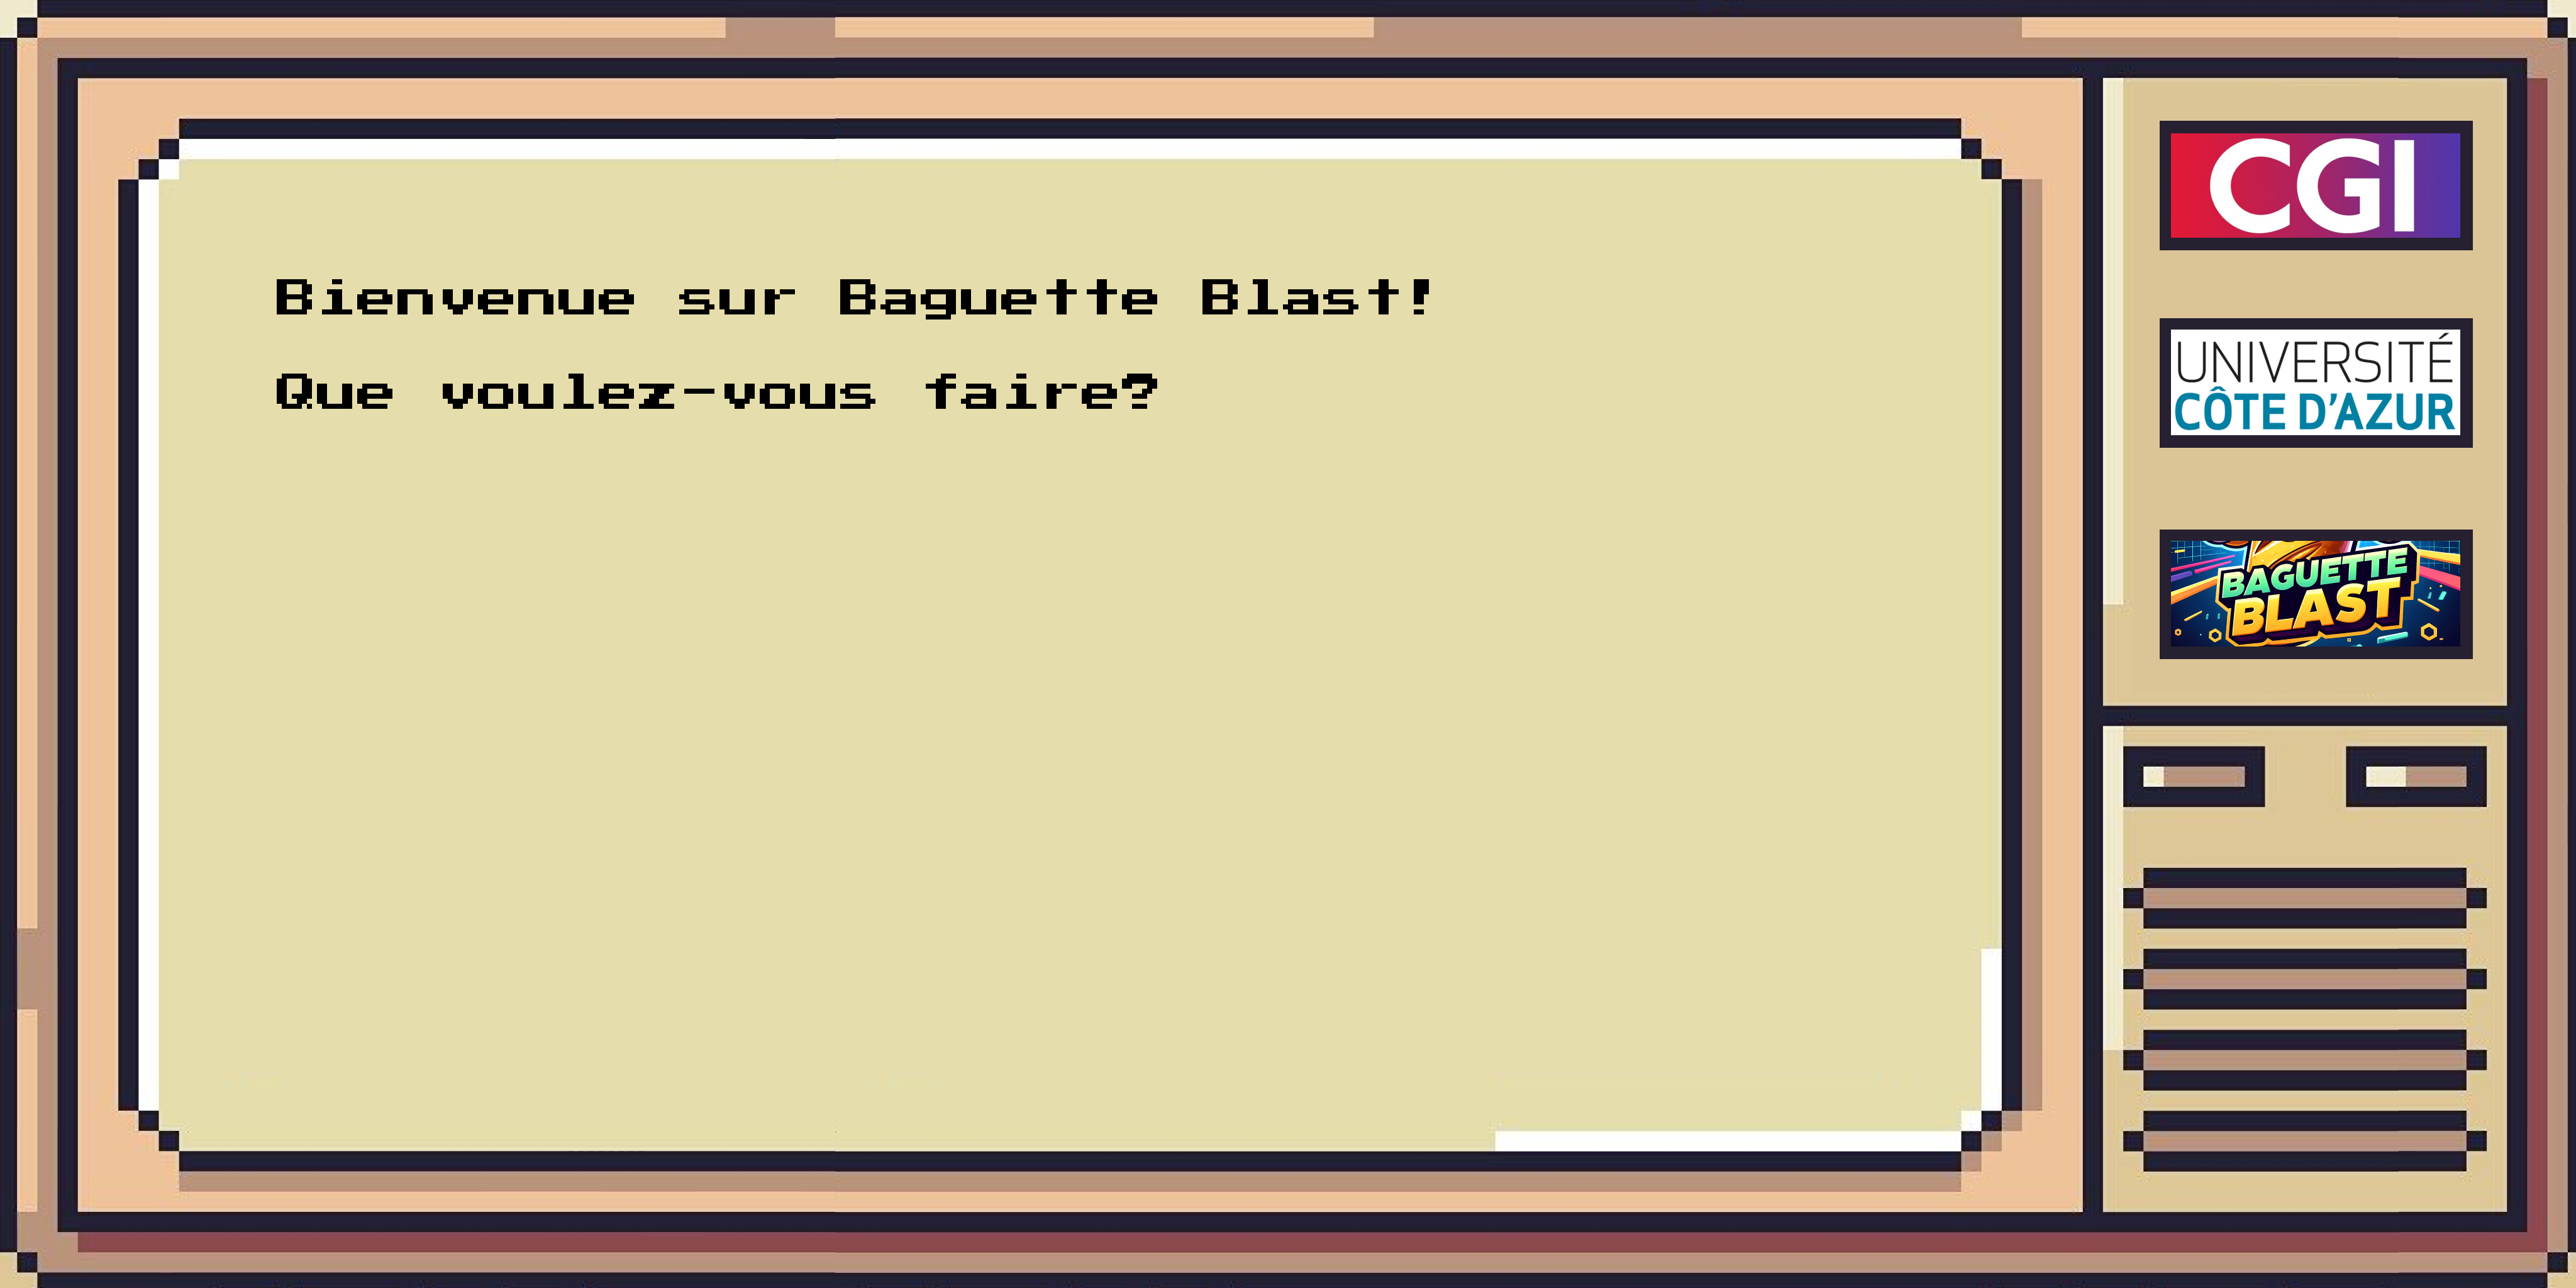 Bienvenue sur Baguette Blast!
Que voulez-vous faire?
CGI
UNIVERSITÉ
CÔTE D'AZUR
BAGUETTE
BLAST